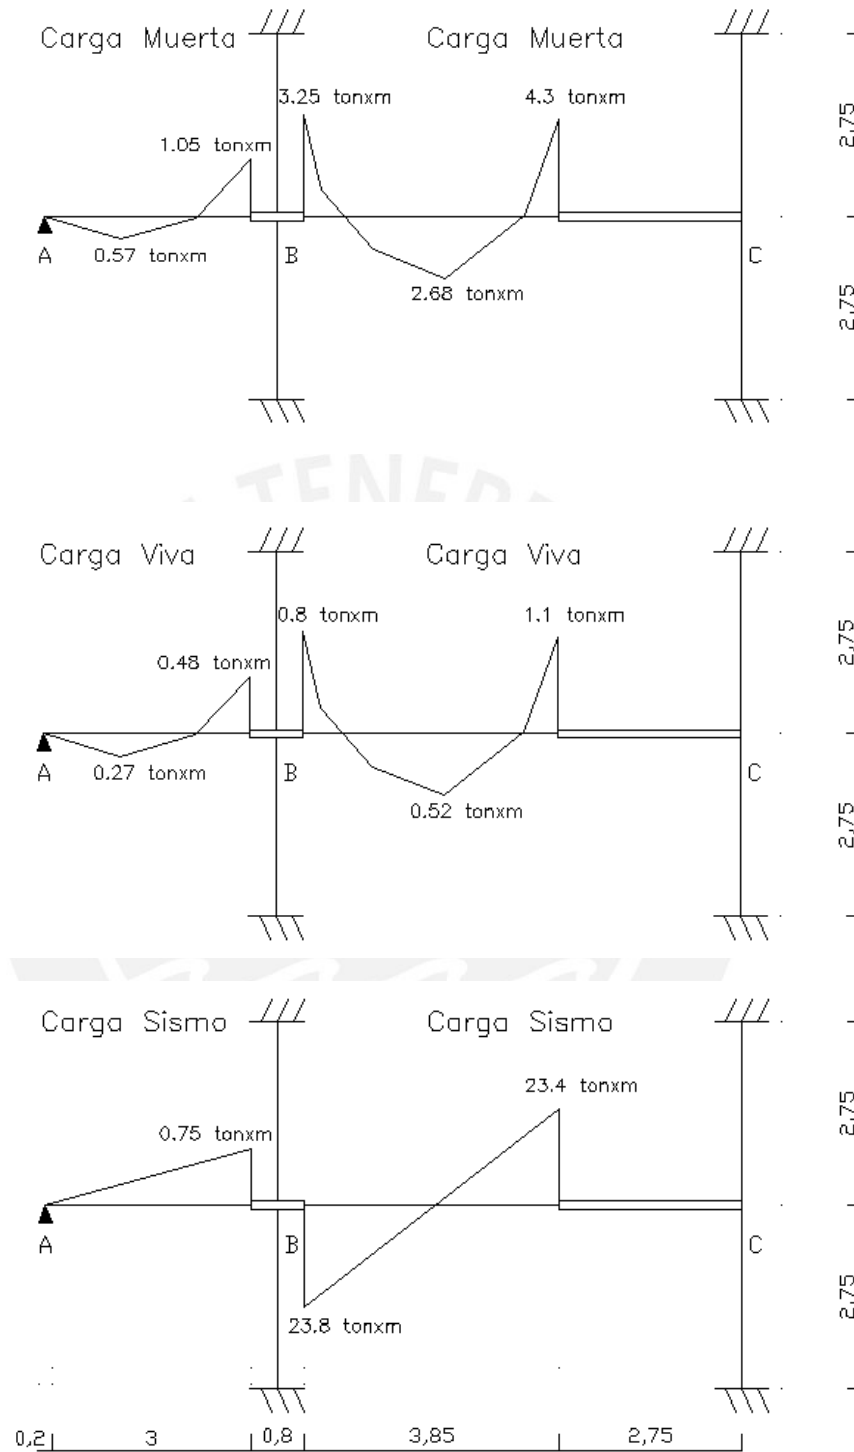 Carga Muerta
Carga Muerta
3.25 tonxm
4.3 tonxm
1.05 tonxm
2,75
A
0.57 tonxm
B
C
2.68 tonxm
2,75
TENEB
Carga Viva
Carga Viva
0.8 tonxm
1.1 tonxm
0.48 tonxm
2,75
A
0.27 tonxm
B
C
0.52 tonxm
2,75
Carga Sismo
Carga Sismo
23.4 tonxm
0.75 tonxm
2,75
A
B
C
23.8 tonxm
2,75
0,2
3
0,8
3,85
2,75